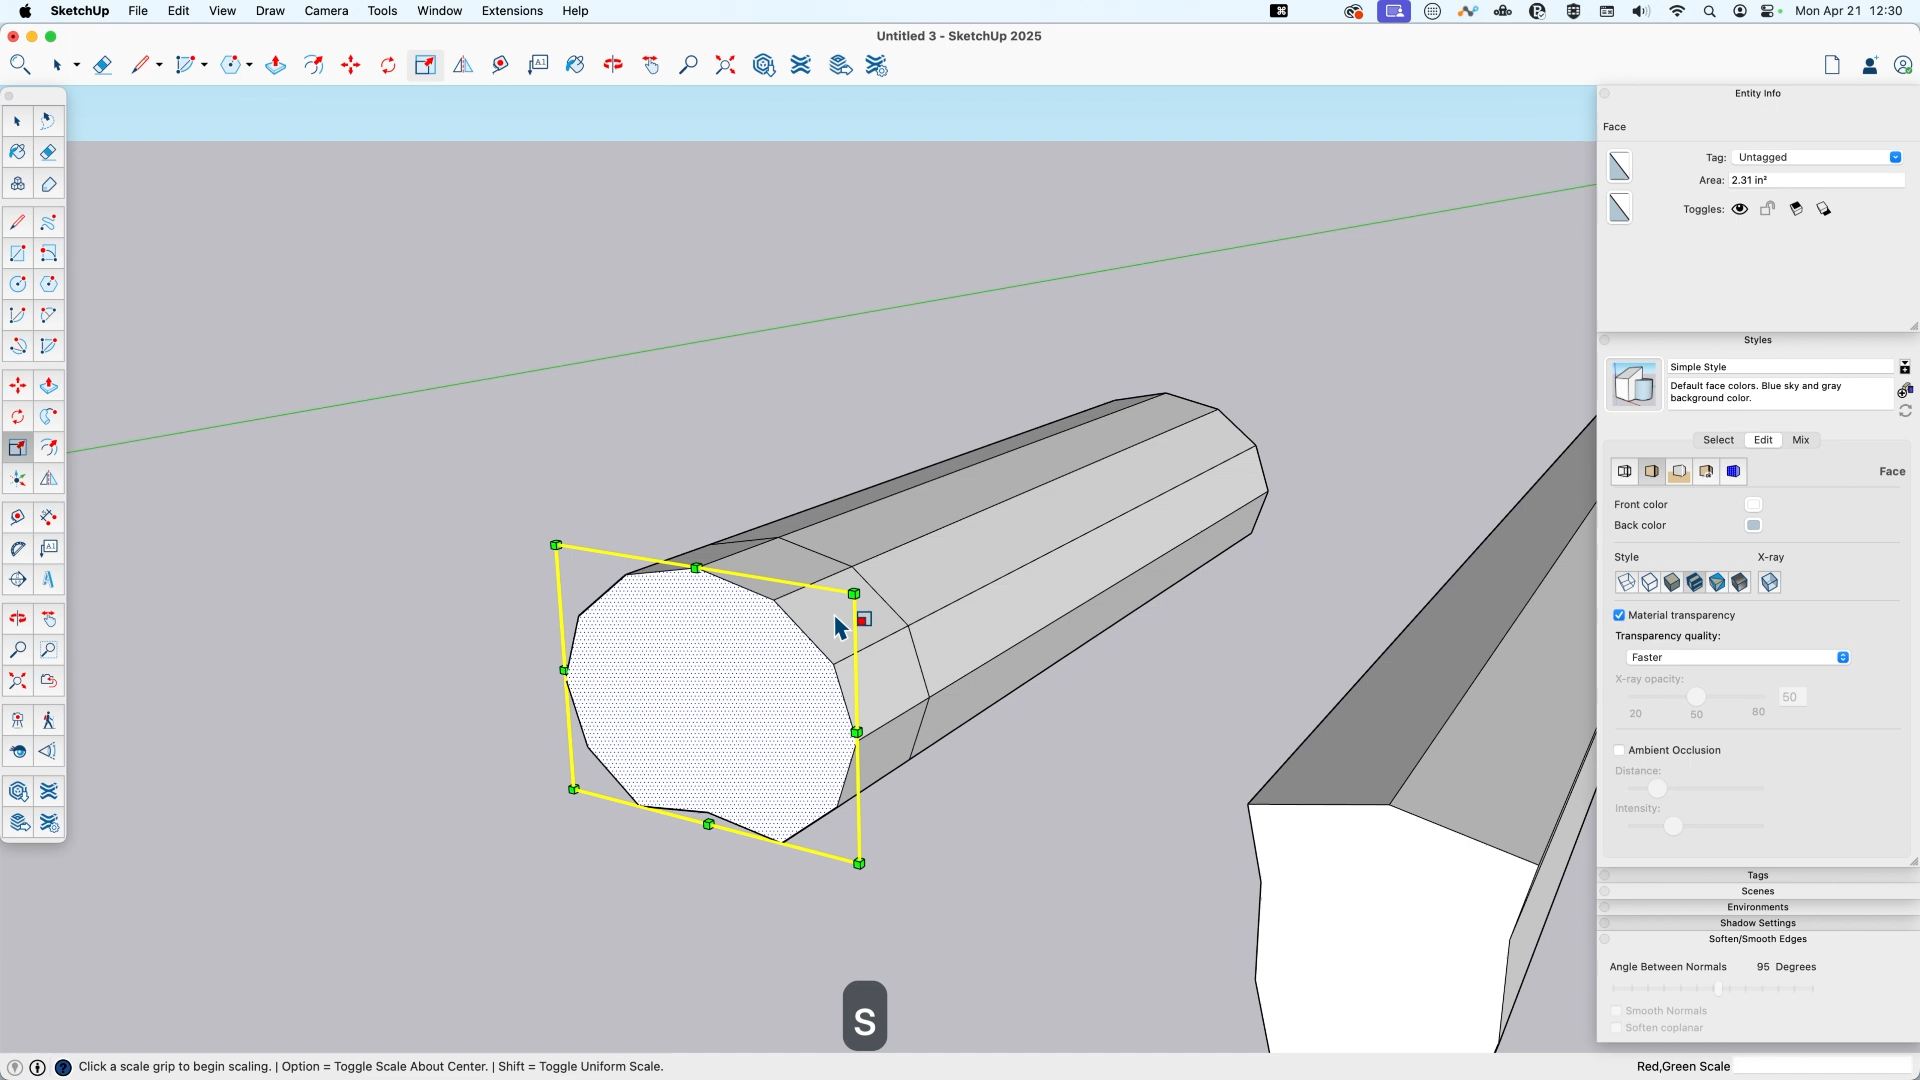 SketchUp File Edit View Draw Camera Tools Window Extensions Help
Mon Apr 21 12:30
Untitled 3 - SketchUp 2025
Entity Info
Face
Tag: Untagged
Area: 2.31 in²
Toggles:
Styles
Simple Style
Default face colors. Blue sky and gray
background color.
Select Edit Mix
Face
Front color
Back color
Style X-ray
Material transparency
Transparency quality:
Faster
X-ray opacity:
50
20 50 80
Ambient Occlusion
Distance:
Intensity:
Tags
Scenes
Environments
Shadow Settings
Soften/Smooth Edges
Angle Between Normals 95 Degrees
Smooth Normals
Soften coplanar
S
Click a scale grip to begin scaling. | Option = Toggle Scale About Center. | Shift = Toggle Uniform Scale.
Red,Green Scale